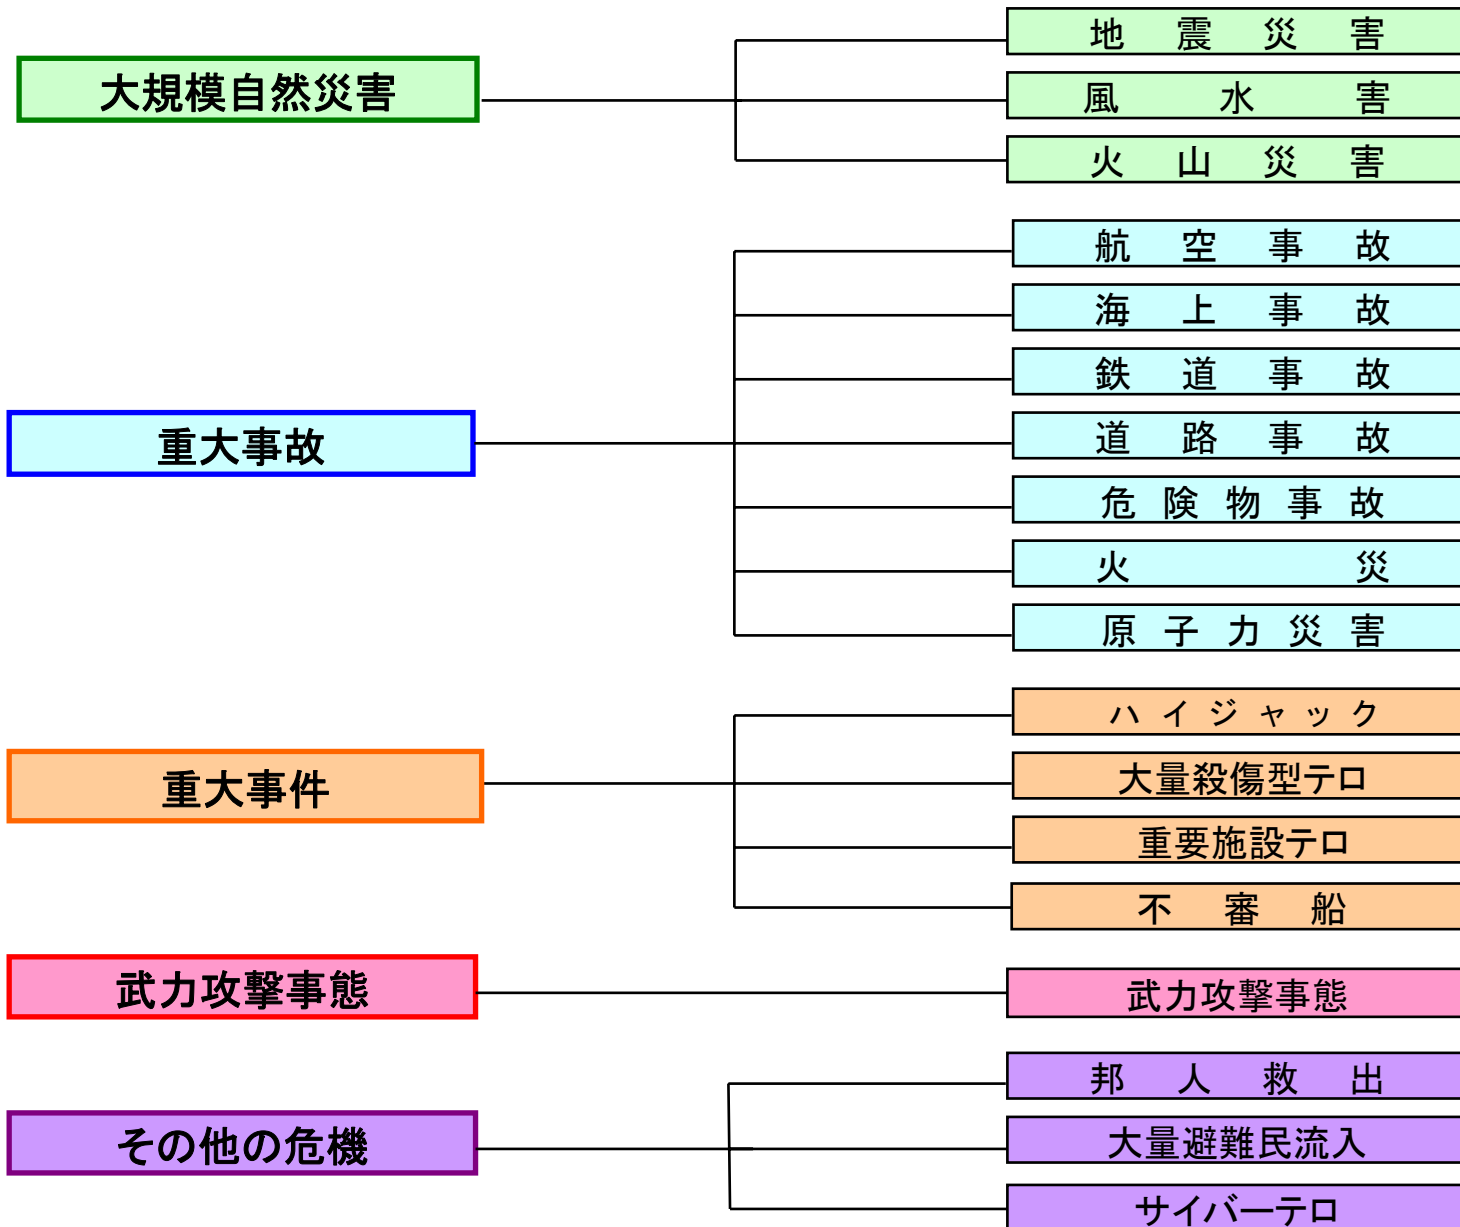 大規模自然災害
地震災害
風水害
火山災害
重大事故
航空事故
海上事故
鉄道事故
道路事故
危険物事故
火災
原子力災害
重大事件
ハイジャック
大量殺傷型テロ
重要施設テロ
不審船
武力攻撃事態
武力攻撃事態
その他の危機
邦人救出
大量避難民流入
サイバーテロ